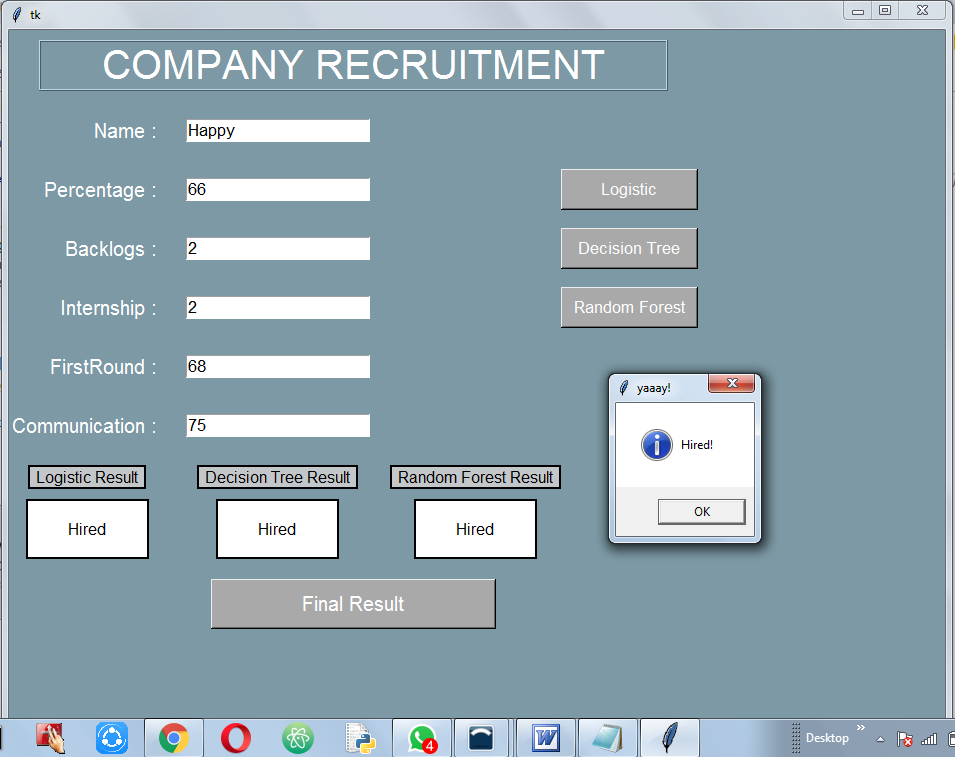 tk
COMPANY RECRUITMENT
Name : Happy
Percentage : 66
Logistic
Backlogs : 2
Decision Tree
Internship : 2
Random Forest
FirstRound : 68
Communication : 75
yaaay!
Hired!
OK
Logistic Result Decision Tree Result Random Forest Result
Hired Hired Hired
Final Result
4
W
Desktop »